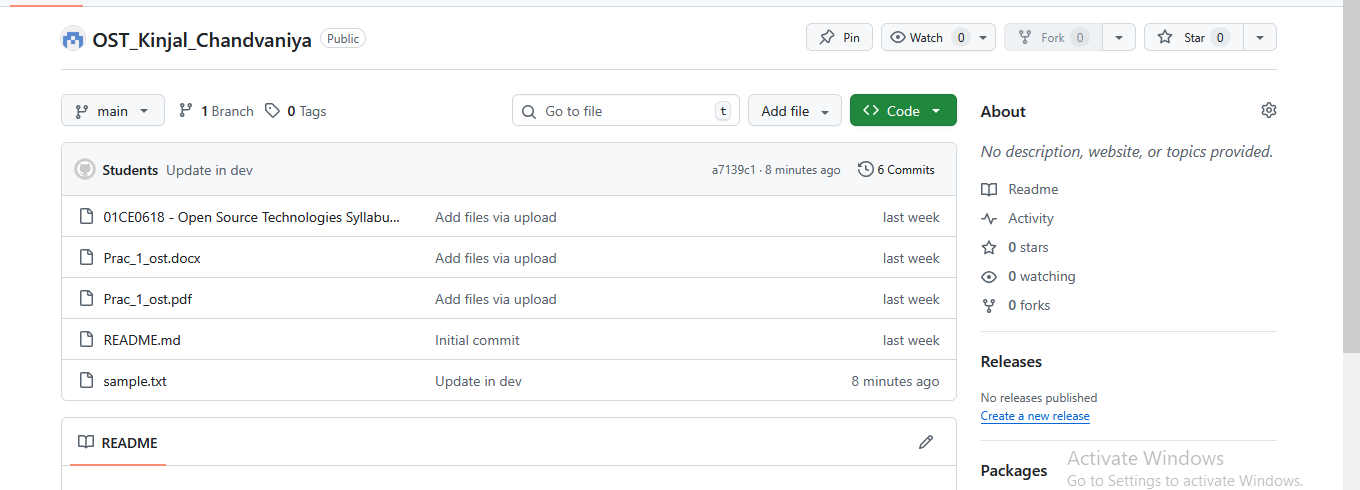 OST_Kinjal_Chandvaniya Public Pin Watch 0 Fork 0 Star 0
main 1 Branch 0 Tags Go to file t Add file Code
Students Update in dev a7139c1 · 8 minutes ago 6 Commits
01CE0618 - Open Source Technologies Syllabu... Add files via upload last week
Prac_1_ost.docx Add files via upload last week
Prac_1_ost.pdf Add files via upload last week
README.md Initial commit last week
sample.txt Update in dev 8 minutes ago
README
About
No description, website, or topics provided.
Readme
Activity
0 stars
0 watching
0 forks
Releases
No releases published
Create a new release
Packages
Activate Windows
Go to Settings to activate Windows.